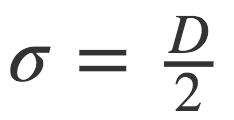 σ = D/2